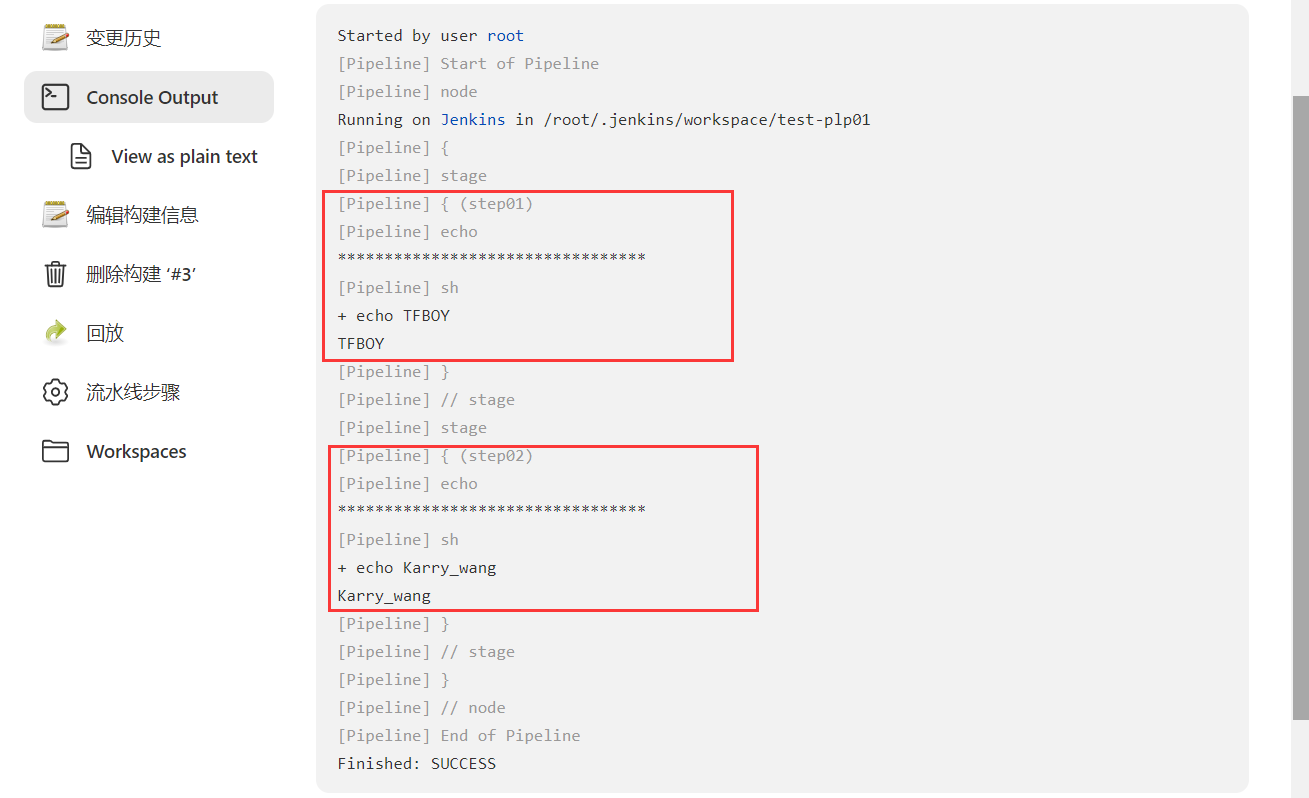 变更历史
Console Output
View as plain text
编辑构建信息
删除构建 ‘#3’
回放
流水线步骤
Workspaces
Started by user root
[Pipeline] Start of Pipeline
[Pipeline] node
Running on Jenkins in /root/.jenkins/workspace/test-plp01
[Pipeline] {
[Pipeline] stage
[Pipeline] { (step01)
[Pipeline] echo
*********************************
[Pipeline] sh
+ echo TFBOY
TFBOY
[Pipeline] }
[Pipeline] // stage
[Pipeline] stage
[Pipeline] { (step02)
[Pipeline] echo
*********************************
[Pipeline] sh
+ echo Karry_wang
Karry_wang
[Pipeline] }
[Pipeline] // stage
[Pipeline] }
[Pipeline] // node
[Pipeline] End of Pipeline
Finished: SUCCESS